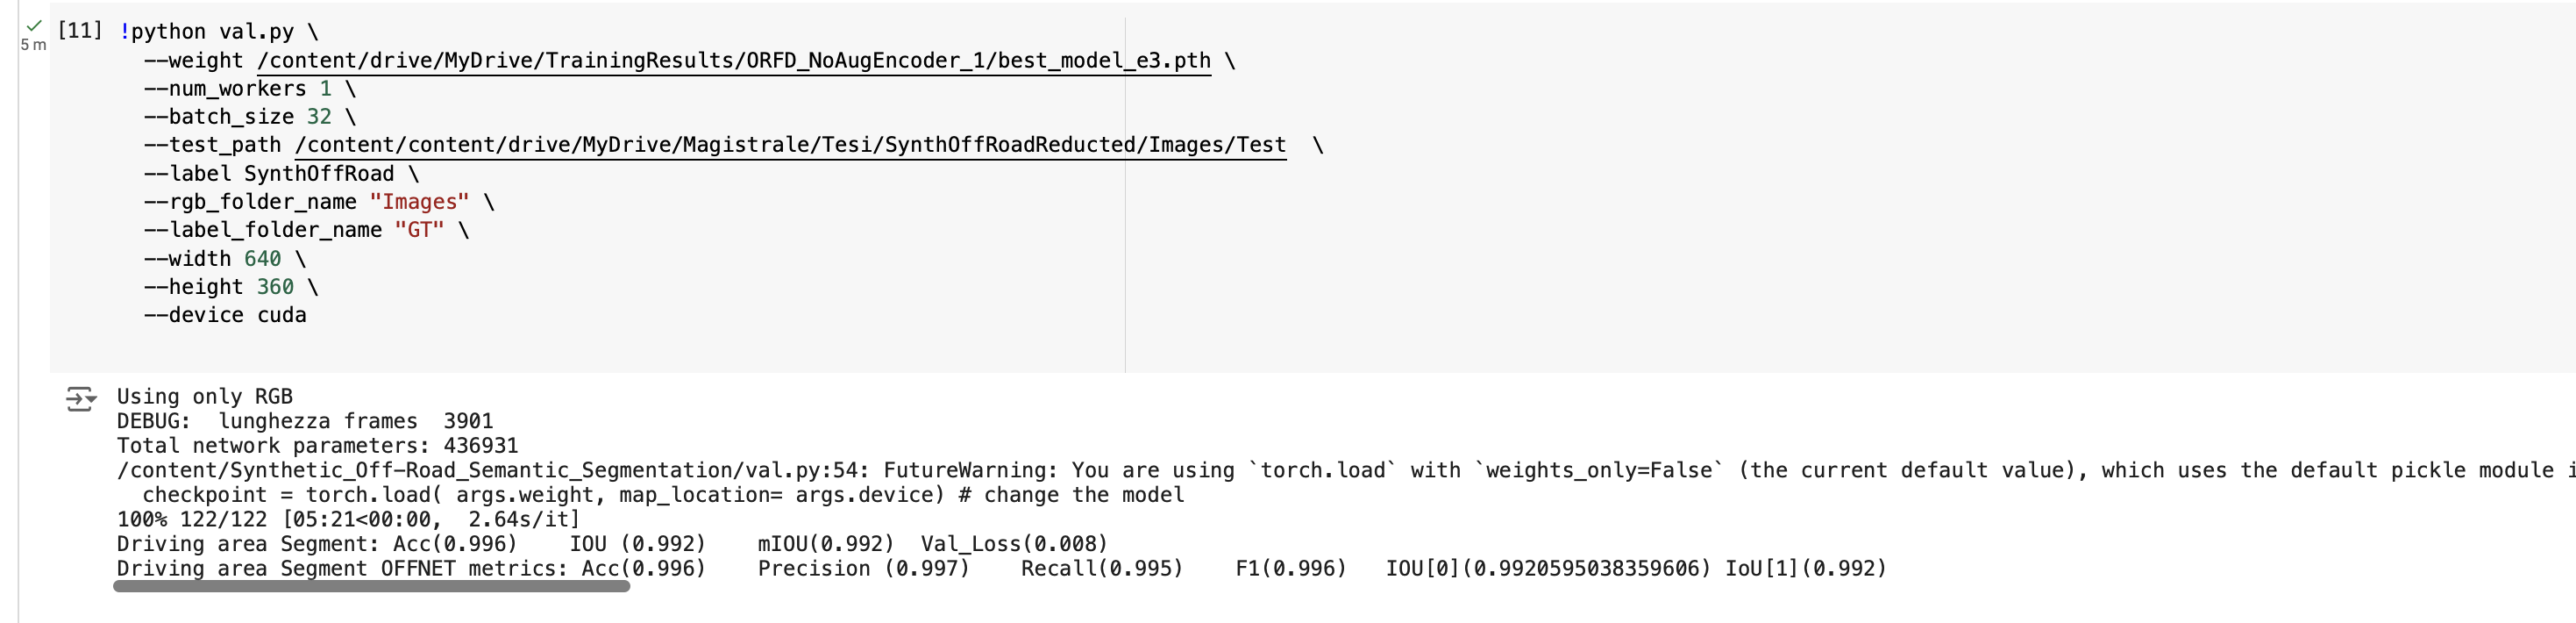 [11] !python val.py \
5 m
--weight /content/drive/MyDrive/TrainingResults/ORFD_NoAugEncoder_1/best_model_e3.pth \
--num_workers 1 \
--batch_size 32 \
--test_path /content/content/drive/MyDrive/Magistrale/Tesi/SynthOffRoadReducted/Images/Test \
--label SynthOffRoad \
--rgb_folder_name "Images" \
--label_folder_name "GT" \
--width 640 \
--height 360 \
--device cuda
Using only RGB
DEBUG:  lunghezza frames  3901
Total network parameters: 436931
/content/Synthetic_Off-Road_Semantic_Segmentation/val.py:54: FutureWarning: You are using `torch.load` with `weights_only=False` (the current default value), which uses the default pickle module i
checkpoint = torch.load( args.weight, map_location= args.device) # change the model
100% 122/122 [05:21<00:00,  2.64s/it]
Driving area Segment: Acc(0.996)    IOU (0.992)    mIOU(0.992)  Val_Loss(0.008)
Driving area Segment OFFNET metrics: Acc(0.996)    Precision (0.997)    Recall(0.995)    F1(0.996)   IOU[0](0.9920595038359606) IoU[1](0.992)